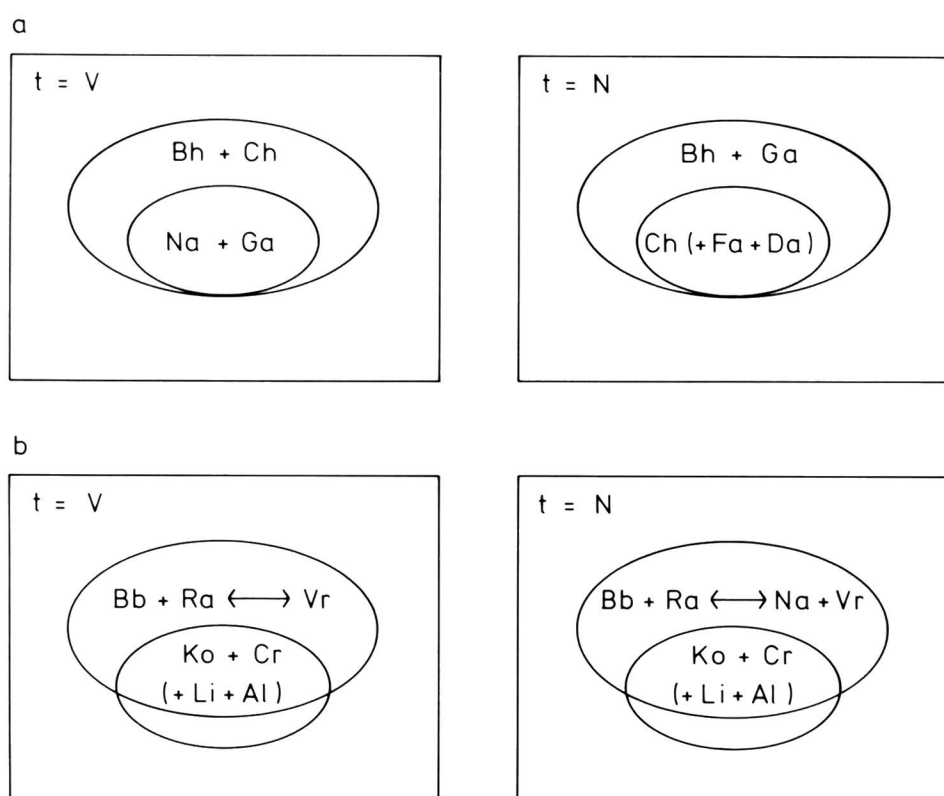 a
t = V
Bh + Ch
Na + Ga
t = N
Bh + Ga
Ch (+ Fa + Da)
b
t = V
Bb + Ra ⟷ Vr
Ko + Cr
(+ Li + Al)
t = N
Bb + Ra ⟷ Na + Vr
Ko + Cr
(+ Li + Al)